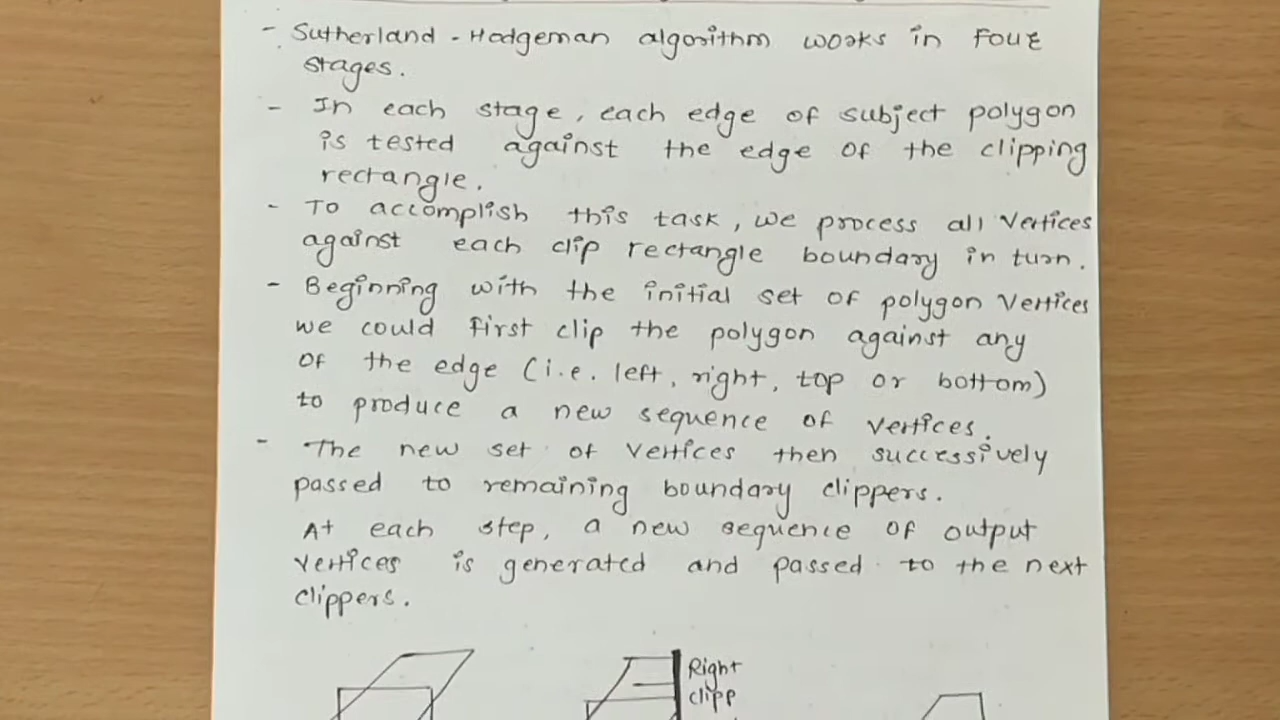 - Sutherland - Hodgeman algorithm works in four
stages.
- In each stage, each edge of subject polygon
is tested against the edge of the clipping
rectangle.
- To accomplish this task, we process all vertices
against each clip rectangle boundary in turn.
- Beginning with the initial set of polygon vertices
we could first clip the polygon against any
of the edge (i.e. left, right, top or bottom)
to produce a new sequence of vertices.
- The new set of vertices then successively
passed to remaining boundary clippers.
At each step, a new sequence of output
vertices is generated and passed to the next
clippers.
Right
clipp